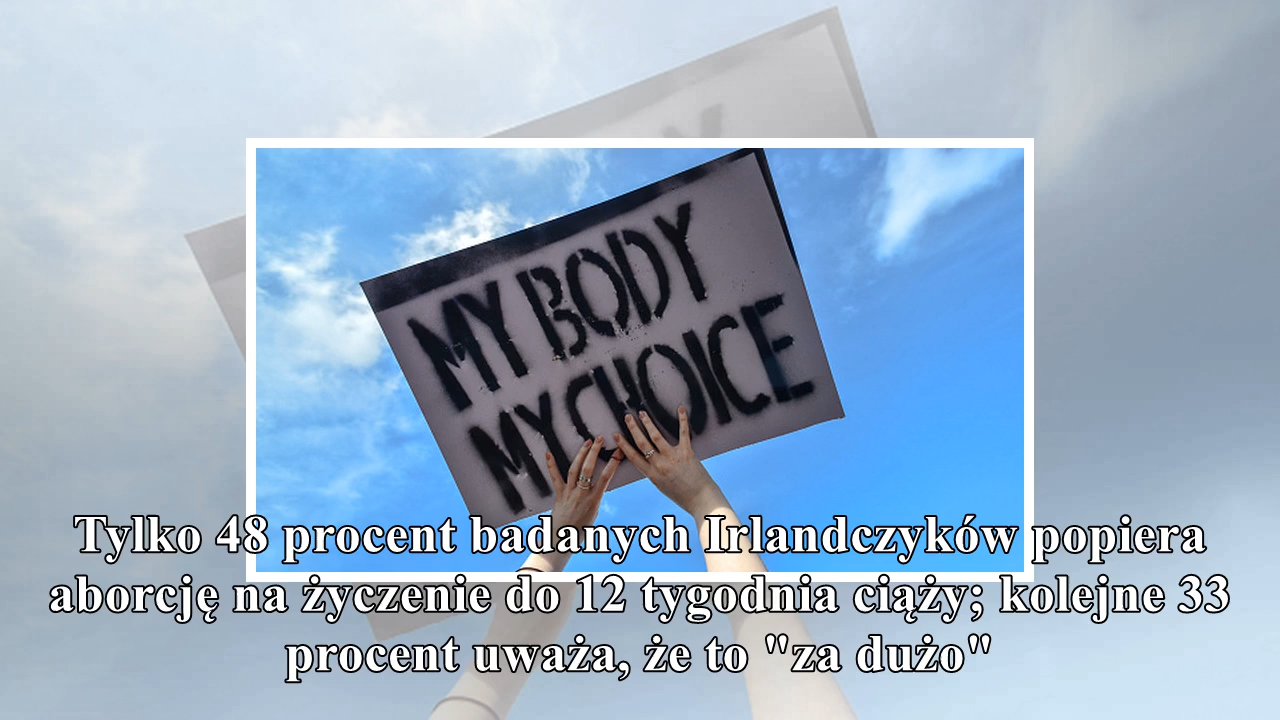 MY BODY
MY CHOICE
Tylko 48 procent badanych Irlandczyków popiera
aborcję na życzenie do 12 tygodnia ciąży; kolejne 33
procent uważa, że to "za dużo"